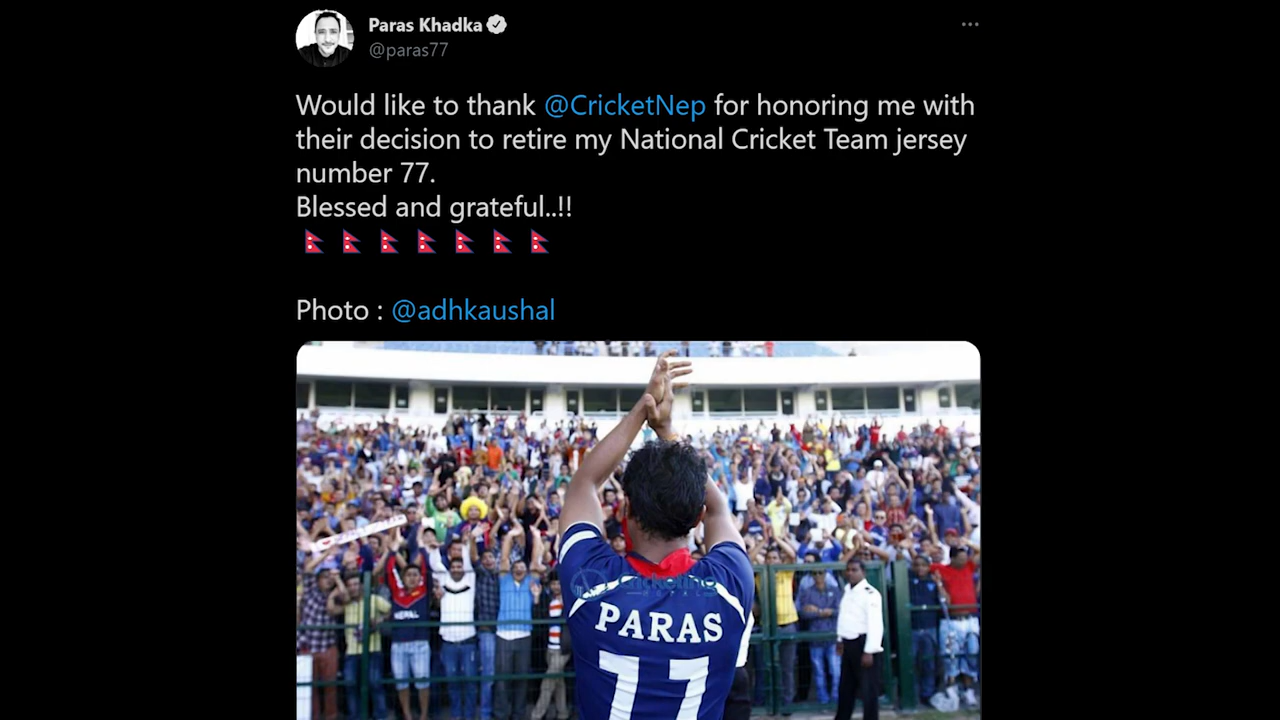 Paras Khadka
@paras77
Would like to thank @CricketNep for honoring me with
their decision to retire my National Cricket Team jersey
number 77.
Blessed and grateful..!!
🇳🇵 🇳🇵 🇳🇵 🇳🇵 🇳🇵 🇳🇵 🇳🇵
Photo : @adhkaushal
NEPAL
PARAS
77